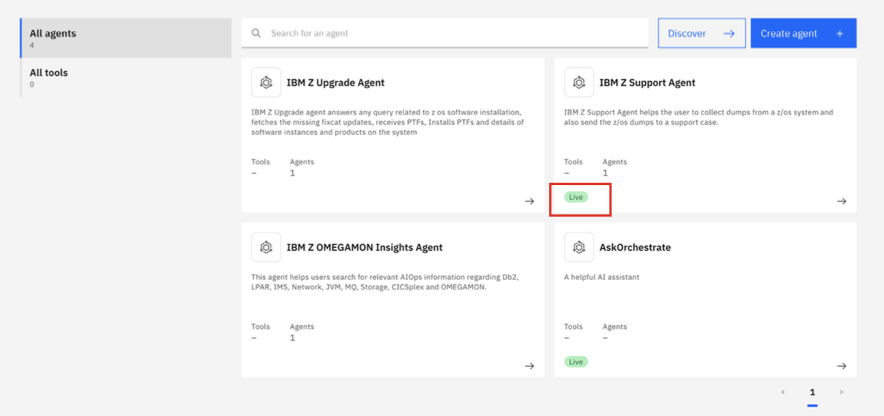 All agents
4
All tools
0
Search for an agent
Discover
Create agent +
IBM Z Upgrade Agent
IBM Z Upgrade agent answers any query related to z os software installation,
fetches the missing fixcat updates, receives PTFs, Installs PTFs and details of
software instances and products on the system
Tools Agents
– 1
IBM Z Support Agent
IBM Z Support Agent helps the user to collect dumps from a z/os system and
also send the z/os dumps to a support case.
Tools Agents
– 1
Live
IBM Z OMEGAMON Insights Agent
This agent helps users search for relevant AIOps information regarding Db2,
LPAR, IMS, Network, JVM, MQ, Storage, CICSplex and OMEGAMON.
Tools Agents
– 1
AskOrchestrate
A helpful AI assistant
Tools Agents
– –
Live
1